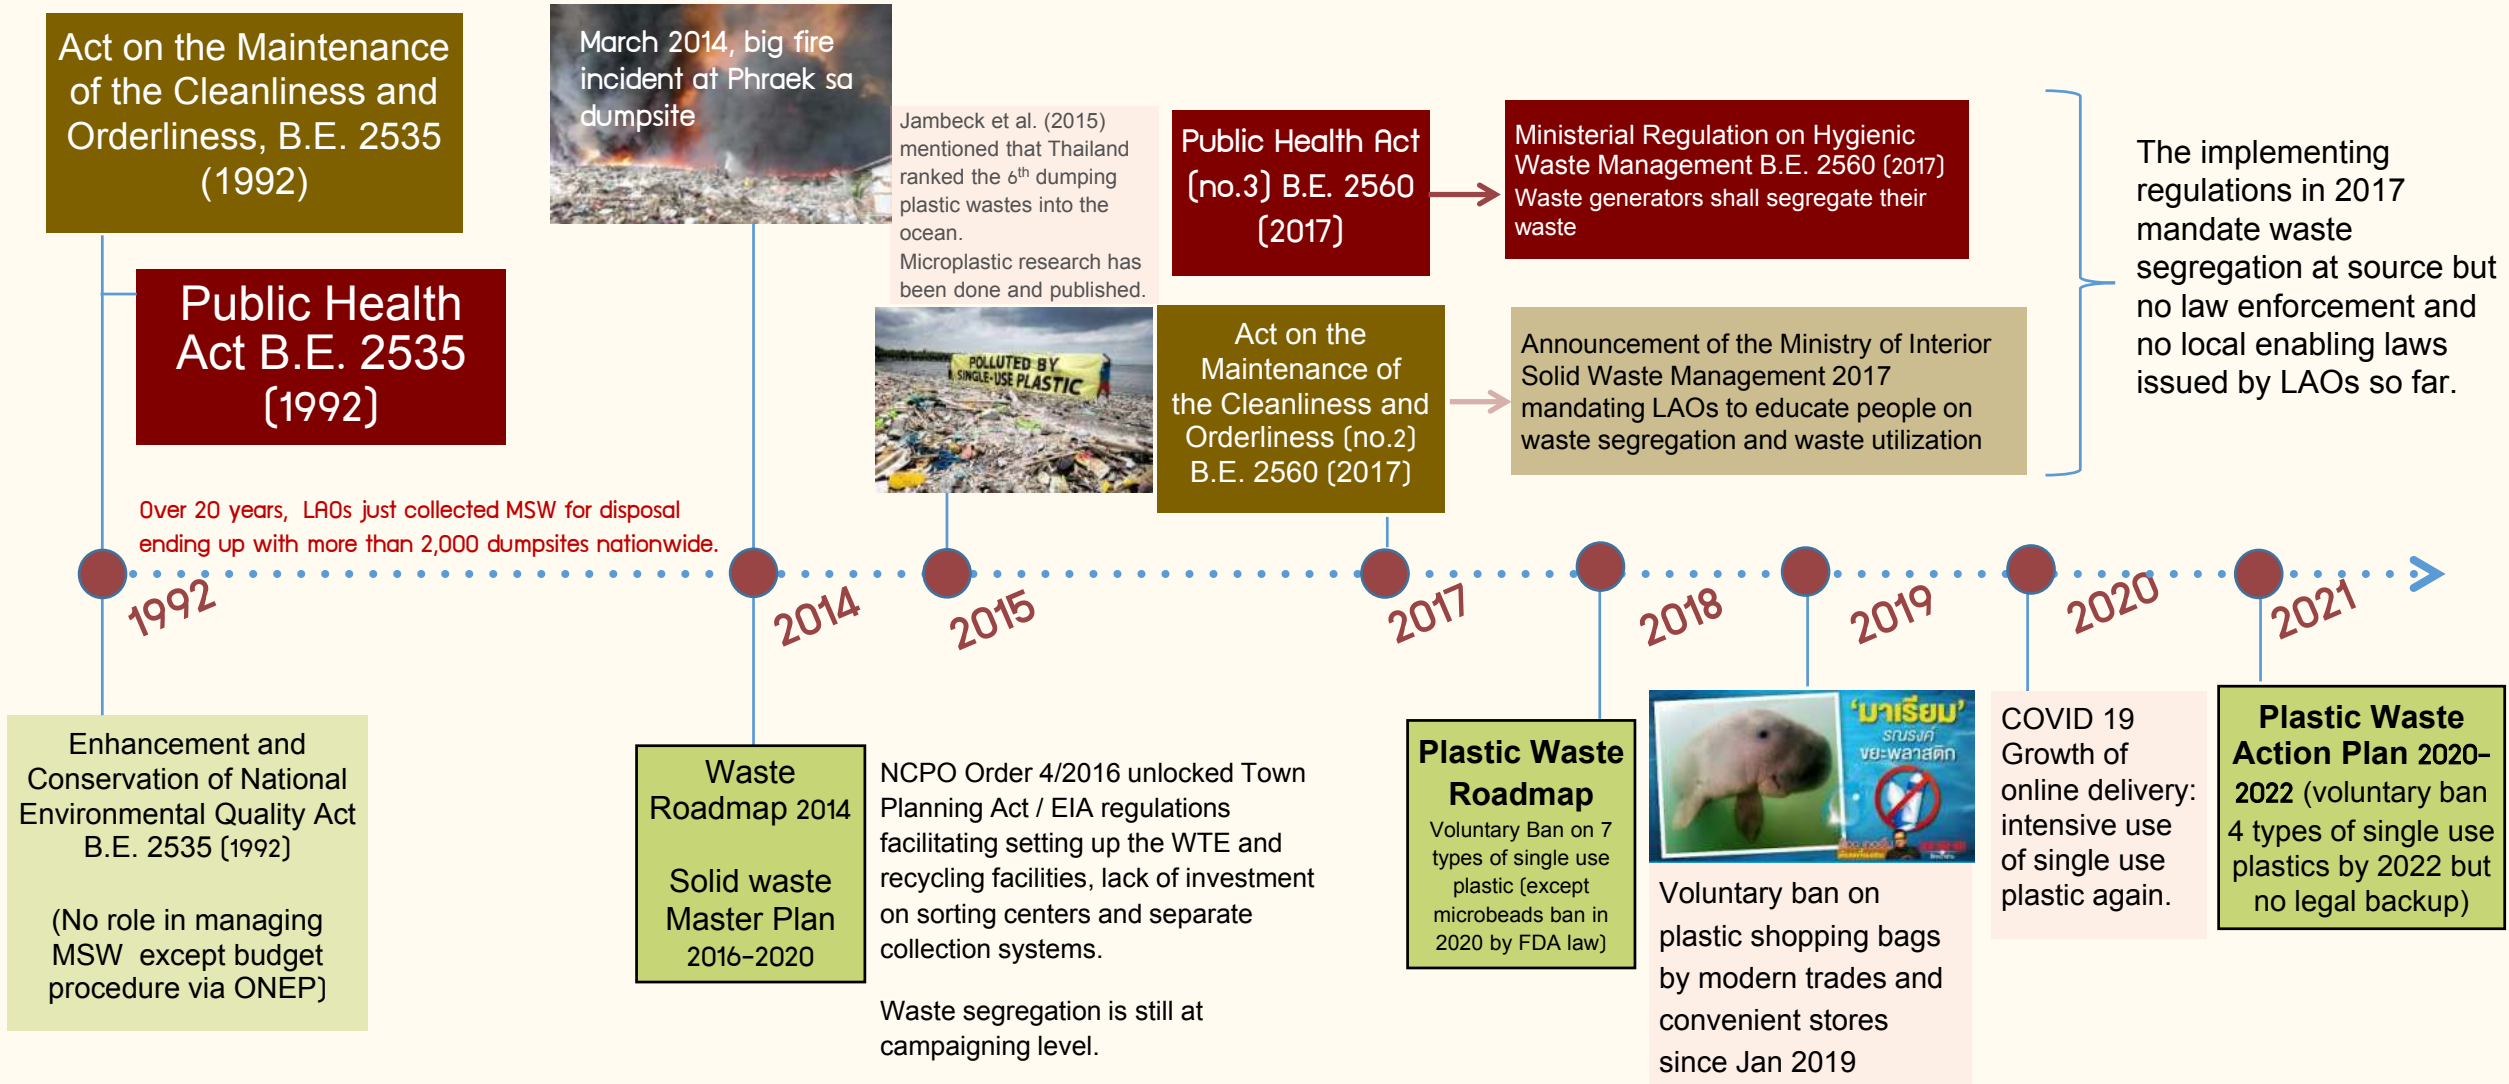 Act on the Maintenance
of the Cleanliness and
Orderliness, B.E. 2535
(1992)
Public Health
Act B.E. 2535
(1992)
Over 20 years, LAOs just collected MSW for disposal
ending up with more than 2,000 dumpsites nationwide.
March 2014, big fire
incident at Phraek sa
dumpsite
Jambeck et al. (2015)
mentioned that Thailand
ranked the 6th dumping
plastic wastes into the
ocean.
Microplastic research has
been done and published.
POLLUTED BY
SINGLE-USE PLASTIC
Public Health Act
(no.3) B.E. 2560
(2017)
Ministerial Regulation on Hygienic
Waste Management B.E. 2560 (2017)
Waste generators shall segregate their
waste
Act on the
Maintenance of
the Cleanliness and
Orderliness (no.2)
B.E. 2560 (2017)
Announcement of the Ministry of Interior
Solid Waste Management 2017
mandating LAOs to educate people on
waste segregation and waste utilization
The implementing
regulations in 2017
mandate waste
segregation at source but
no law enforcement and
no local enabling laws
issued by LAOs so far.
1992
2014
2015
2017
2018
2019
2020
2021
Enhancement and
Conservation of National
Environmental Quality Act
B.E. 2535 (1992)
(No role in managing
MSW except budget
procedure via ONEP)
Waste
Roadmap 2014
Solid waste
Master Plan
2016-2020
NCPO Order 4/2016 unlocked Town
Planning Act / EIA regulations
facilitating setting up the WTE and
recycling facilities, lack of investment
on sorting centers and separate
collection systems.
Waste segregation is still at
campaigning level.
Plastic Waste
Roadmap
Voluntary Ban on 7
types of single use
plastic (except
microbeads ban in
2020 by FDA law)
'มาเรียม'
รณรงค์
ขยะพลาสติก
Voluntary ban on
plastic shopping bags
by modern trades and
convenient stores
since Jan 2019
COVID 19
Growth of
online delivery:
intensive use
of single use
plastic again.
Plastic Waste
Action Plan 2020-
2022 (voluntary ban
4 types of single use
plastics by 2022 but
no legal backup)